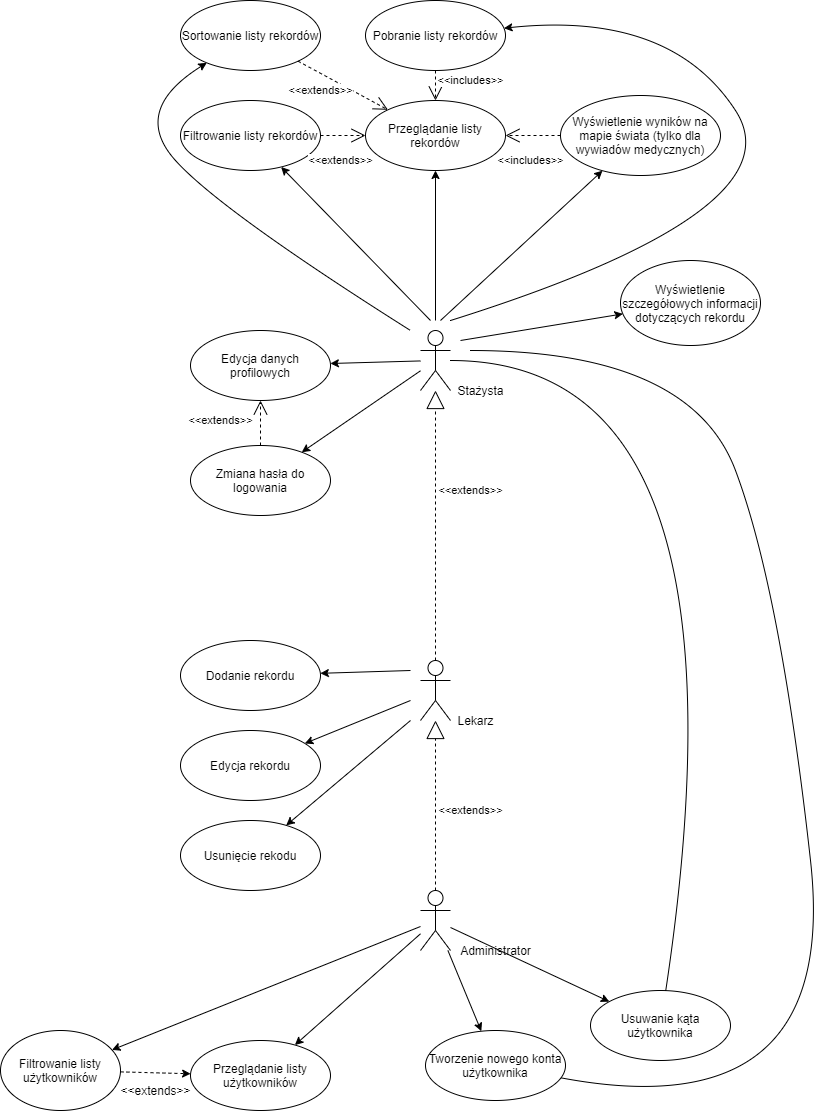 Sortowanie listy rekordów
Pobranie listy rekordów
<<extends>>
<<includes>>
Filtrowanie listy rekordów
Przeglądanie listy
rekordów
Wyświetlenie wyników na
mapie świata (tylko dla
wywiadów medycznych)
<<extends>>
<<includes>>
Wyświetlenie
szczegółowych informacji
dotyczących rekordu
Edycja danych
profilowych
Stażysta
<<extends>>
Zmiana hasła do
logowania
<<extends>>
Dodanie rekordu
Lekarz
Edycja rekordu
<<extends>>
Usunięcie rekodu
Administrator
Usuwanie kąta
użytkownika
Filtrowanie listy
użytkowników
<<extends>>
Przeglądanie listy
użytkowników
Tworzenie nowego konta
użytkownika